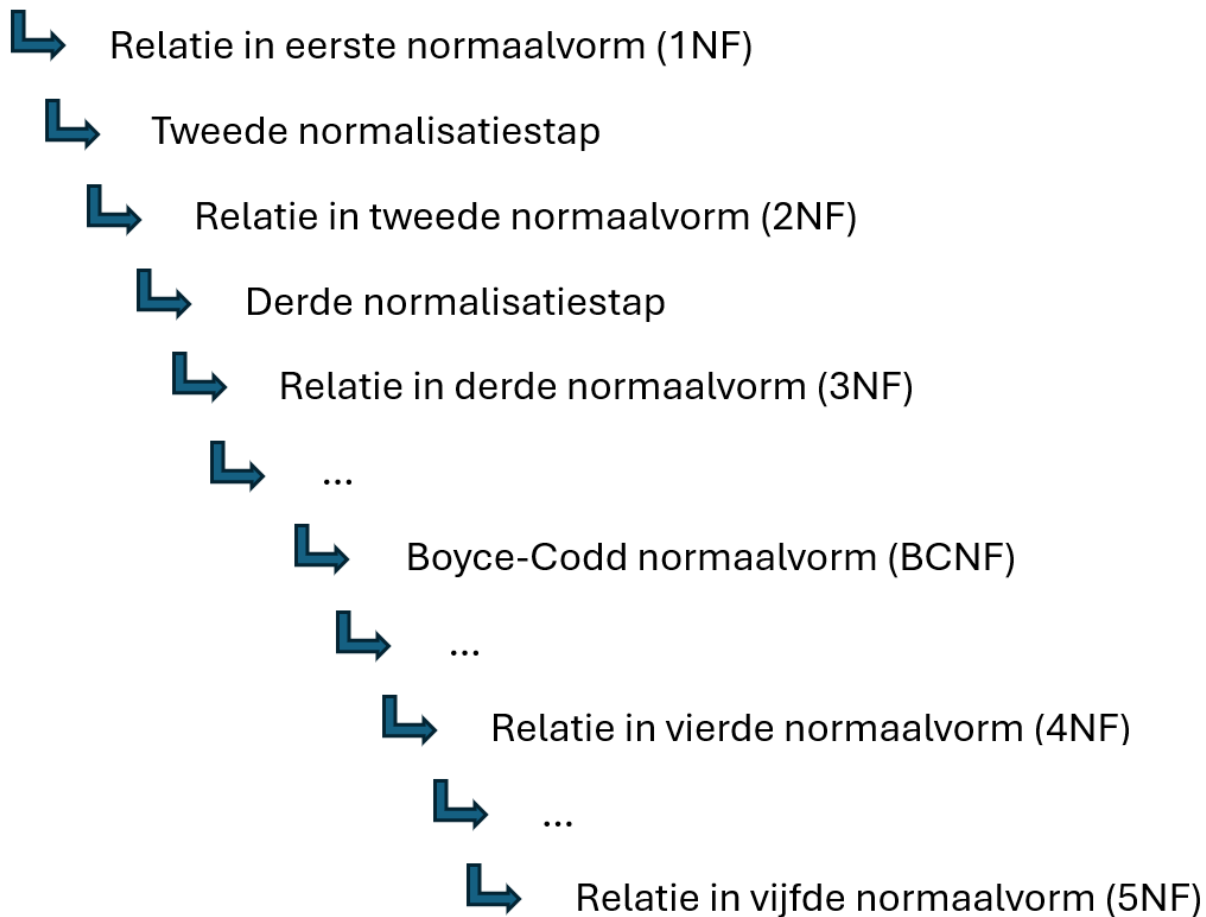 Relatie in eerste normaalvorm (1NF)
Tweede normalisatiestap
Relatie in tweede normaalvorm (2NF)
Derde normalisatiestap
Relatie in derde normaalvorm (3NF)
...
Boyce-Codd normaalvorm (BCNF)
...
Relatie in vierde normaalvorm (4NF)
...
Relatie in vijfde normaalvorm (5NF)